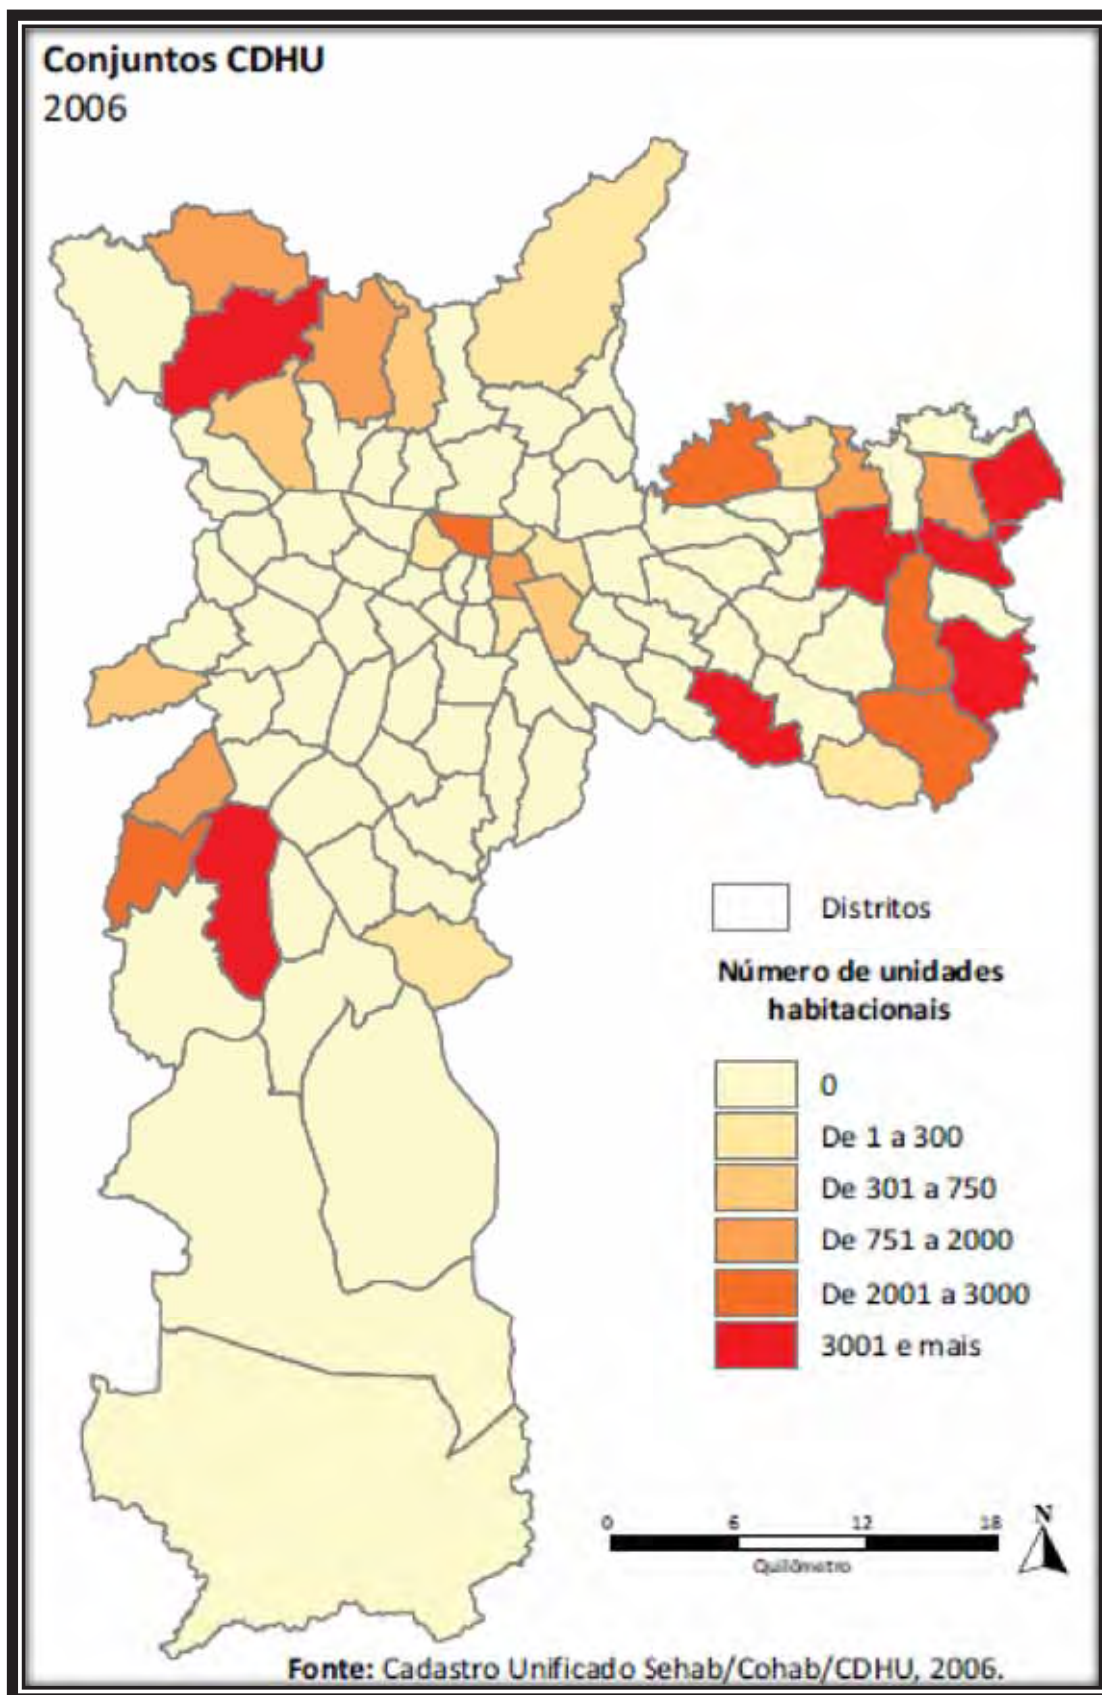 Conjuntos CDHU
2006
Distritos
Número de unidades
habitacionais
0
De 1 a 300
De 301 a 750
De 751 a 2000
De 2001 a 3000
3001 e mais
0 6 12 18
Quilômetro
N
Fonte: Cadastro Unificado Sehab/Cohab/CDHU, 2006.